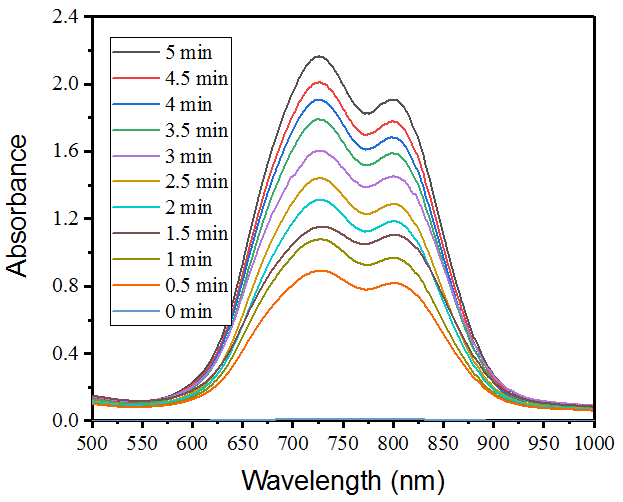 2.4
2.0
1.6
1.2
0.8
0.4
0.0
Absorbance
5 min
4.5 min
4 min
3.5 min
3 min
2.5 min
2 min
1.5 min
1 min
0.5 min
0 min
500 550 600 650 700 750 800 850 900 950 1000
Wavelength (nm)